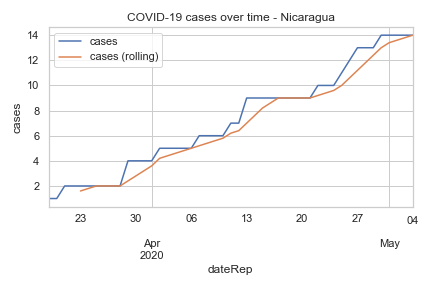 COVID-19 cases over time - Nicaragua
cases
cases (rolling)
cases
14
12
10
8
6
4
2
23 30 06 13 20 27 04
Apr May
2020
dateRep